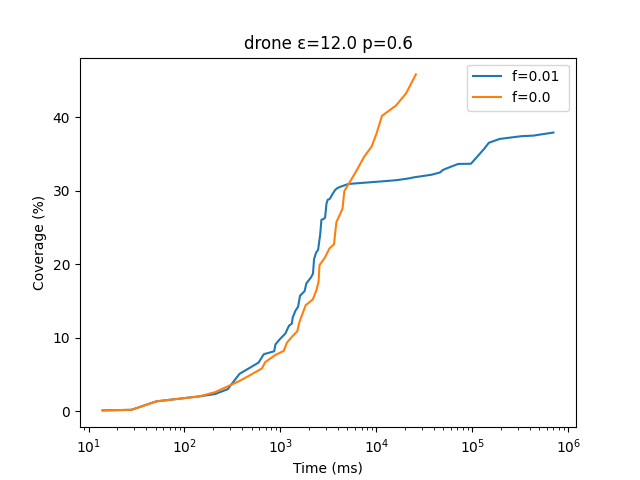 drone ε=12.0 p=0.6
f=0.01
f=0.0
Coverage (%)
40
30
20
10
0
10¹ 10² 10³ 10⁴ 10⁵ 10⁶
Time (ms)